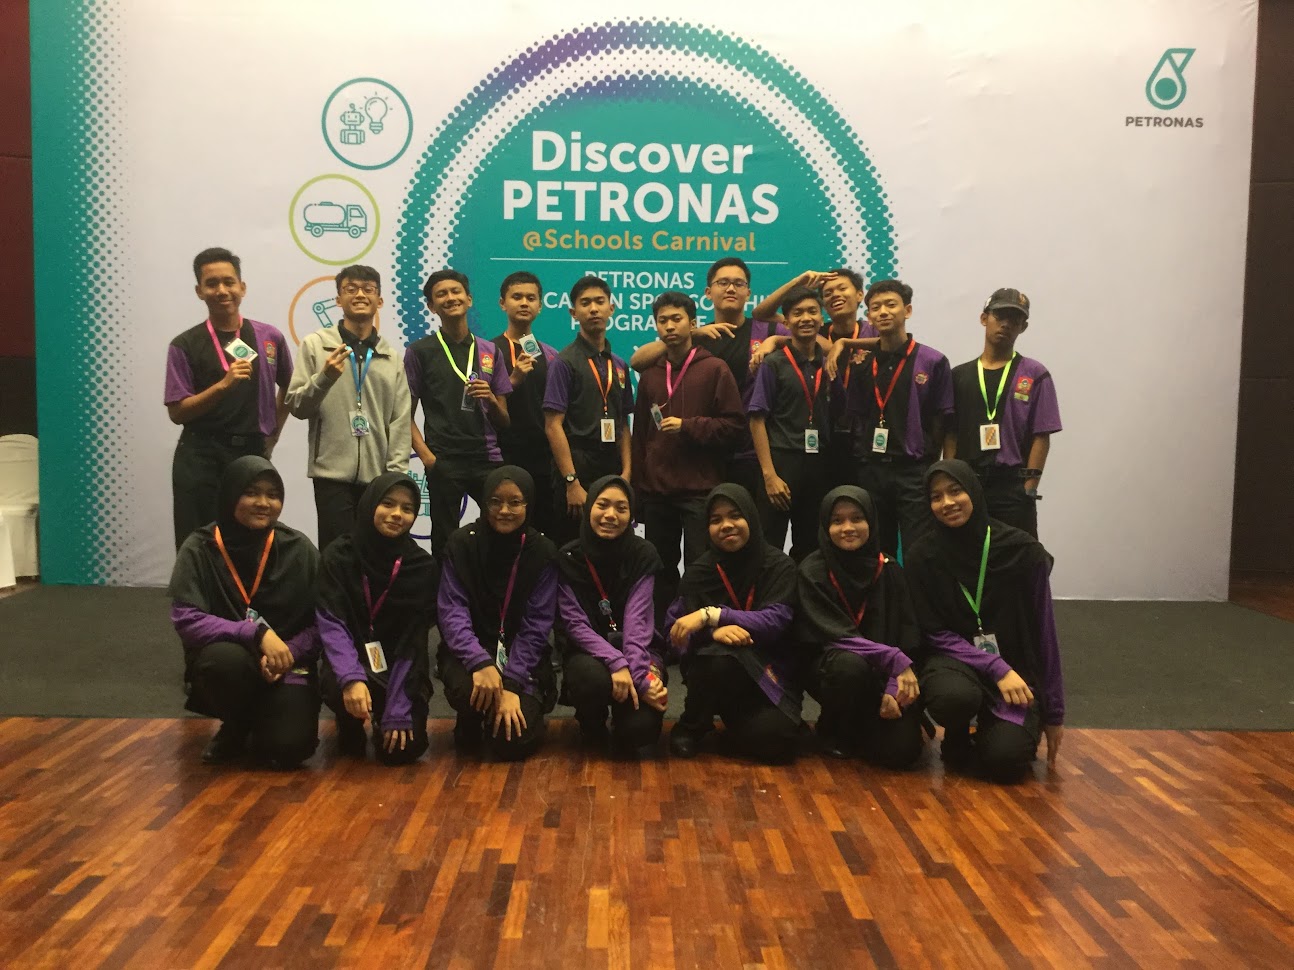 Discover
PETRONAS
@Schools Carnival
PETRONAS
PETRONAS